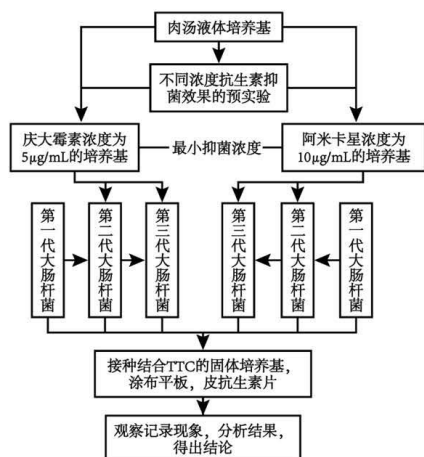 肉汤液体培养基
不同浓度抗生素抑
菌效果的预实验
庆大霉素浓度为
5μg/mL的培养基
最小抑菌浓度
阿米卡星浓度为
10μg/mL的培养基
第一代大肠杆菌
第二代大肠杆菌
第三代大肠杆菌
第三代大肠杆菌
第二代大肠杆菌
第一代大肠杆菌
接种结合TTC的固体培养基，
涂布平板，皮抗生素片
观察记录现象，分析结果，
得出结论